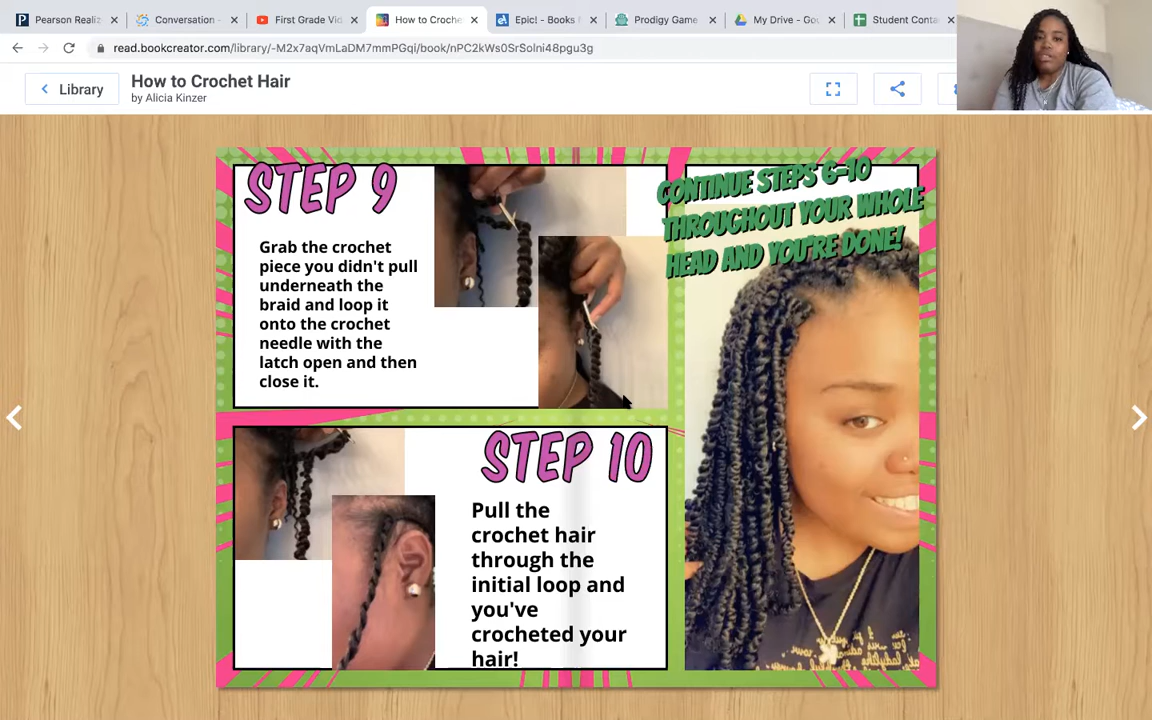 Pearson Realiz
Conversation -
First Grade Vi
How to Croche
Epic! - Books
Prodigy Game
My Drive - Go
Student Conta
read.bookcreator.com/library/-M2x7aqVmLaDM7mmPGqi/book/nPC2kWs0SrSolni48pgu3g
Library
How to Crochet Hair
by Alicia Kinzer
STEP 9
Grab the crochet
piece you didn't pull
underneath the
braid and loop it
onto the crochet
needle with the
latch open and then
close it.
CONTINUE STEPS 6-10
THROUGHOUT YOUR WHOLE
HEAD AND YOU'RE DONE!
STEP 10
Pull the
crochet hair
through the
initial loop and
you've
crocheted your
hair!